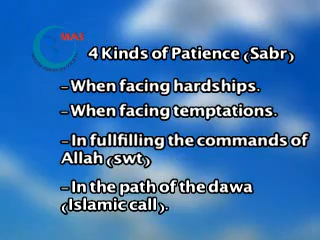 MAS
4 Kinds of Patience (Sabr)
- When facing hardships.
- When facing temptations.
- In fullfilling the commands of
Allah (swt)
- In the path of the dawa
(Islamic call).